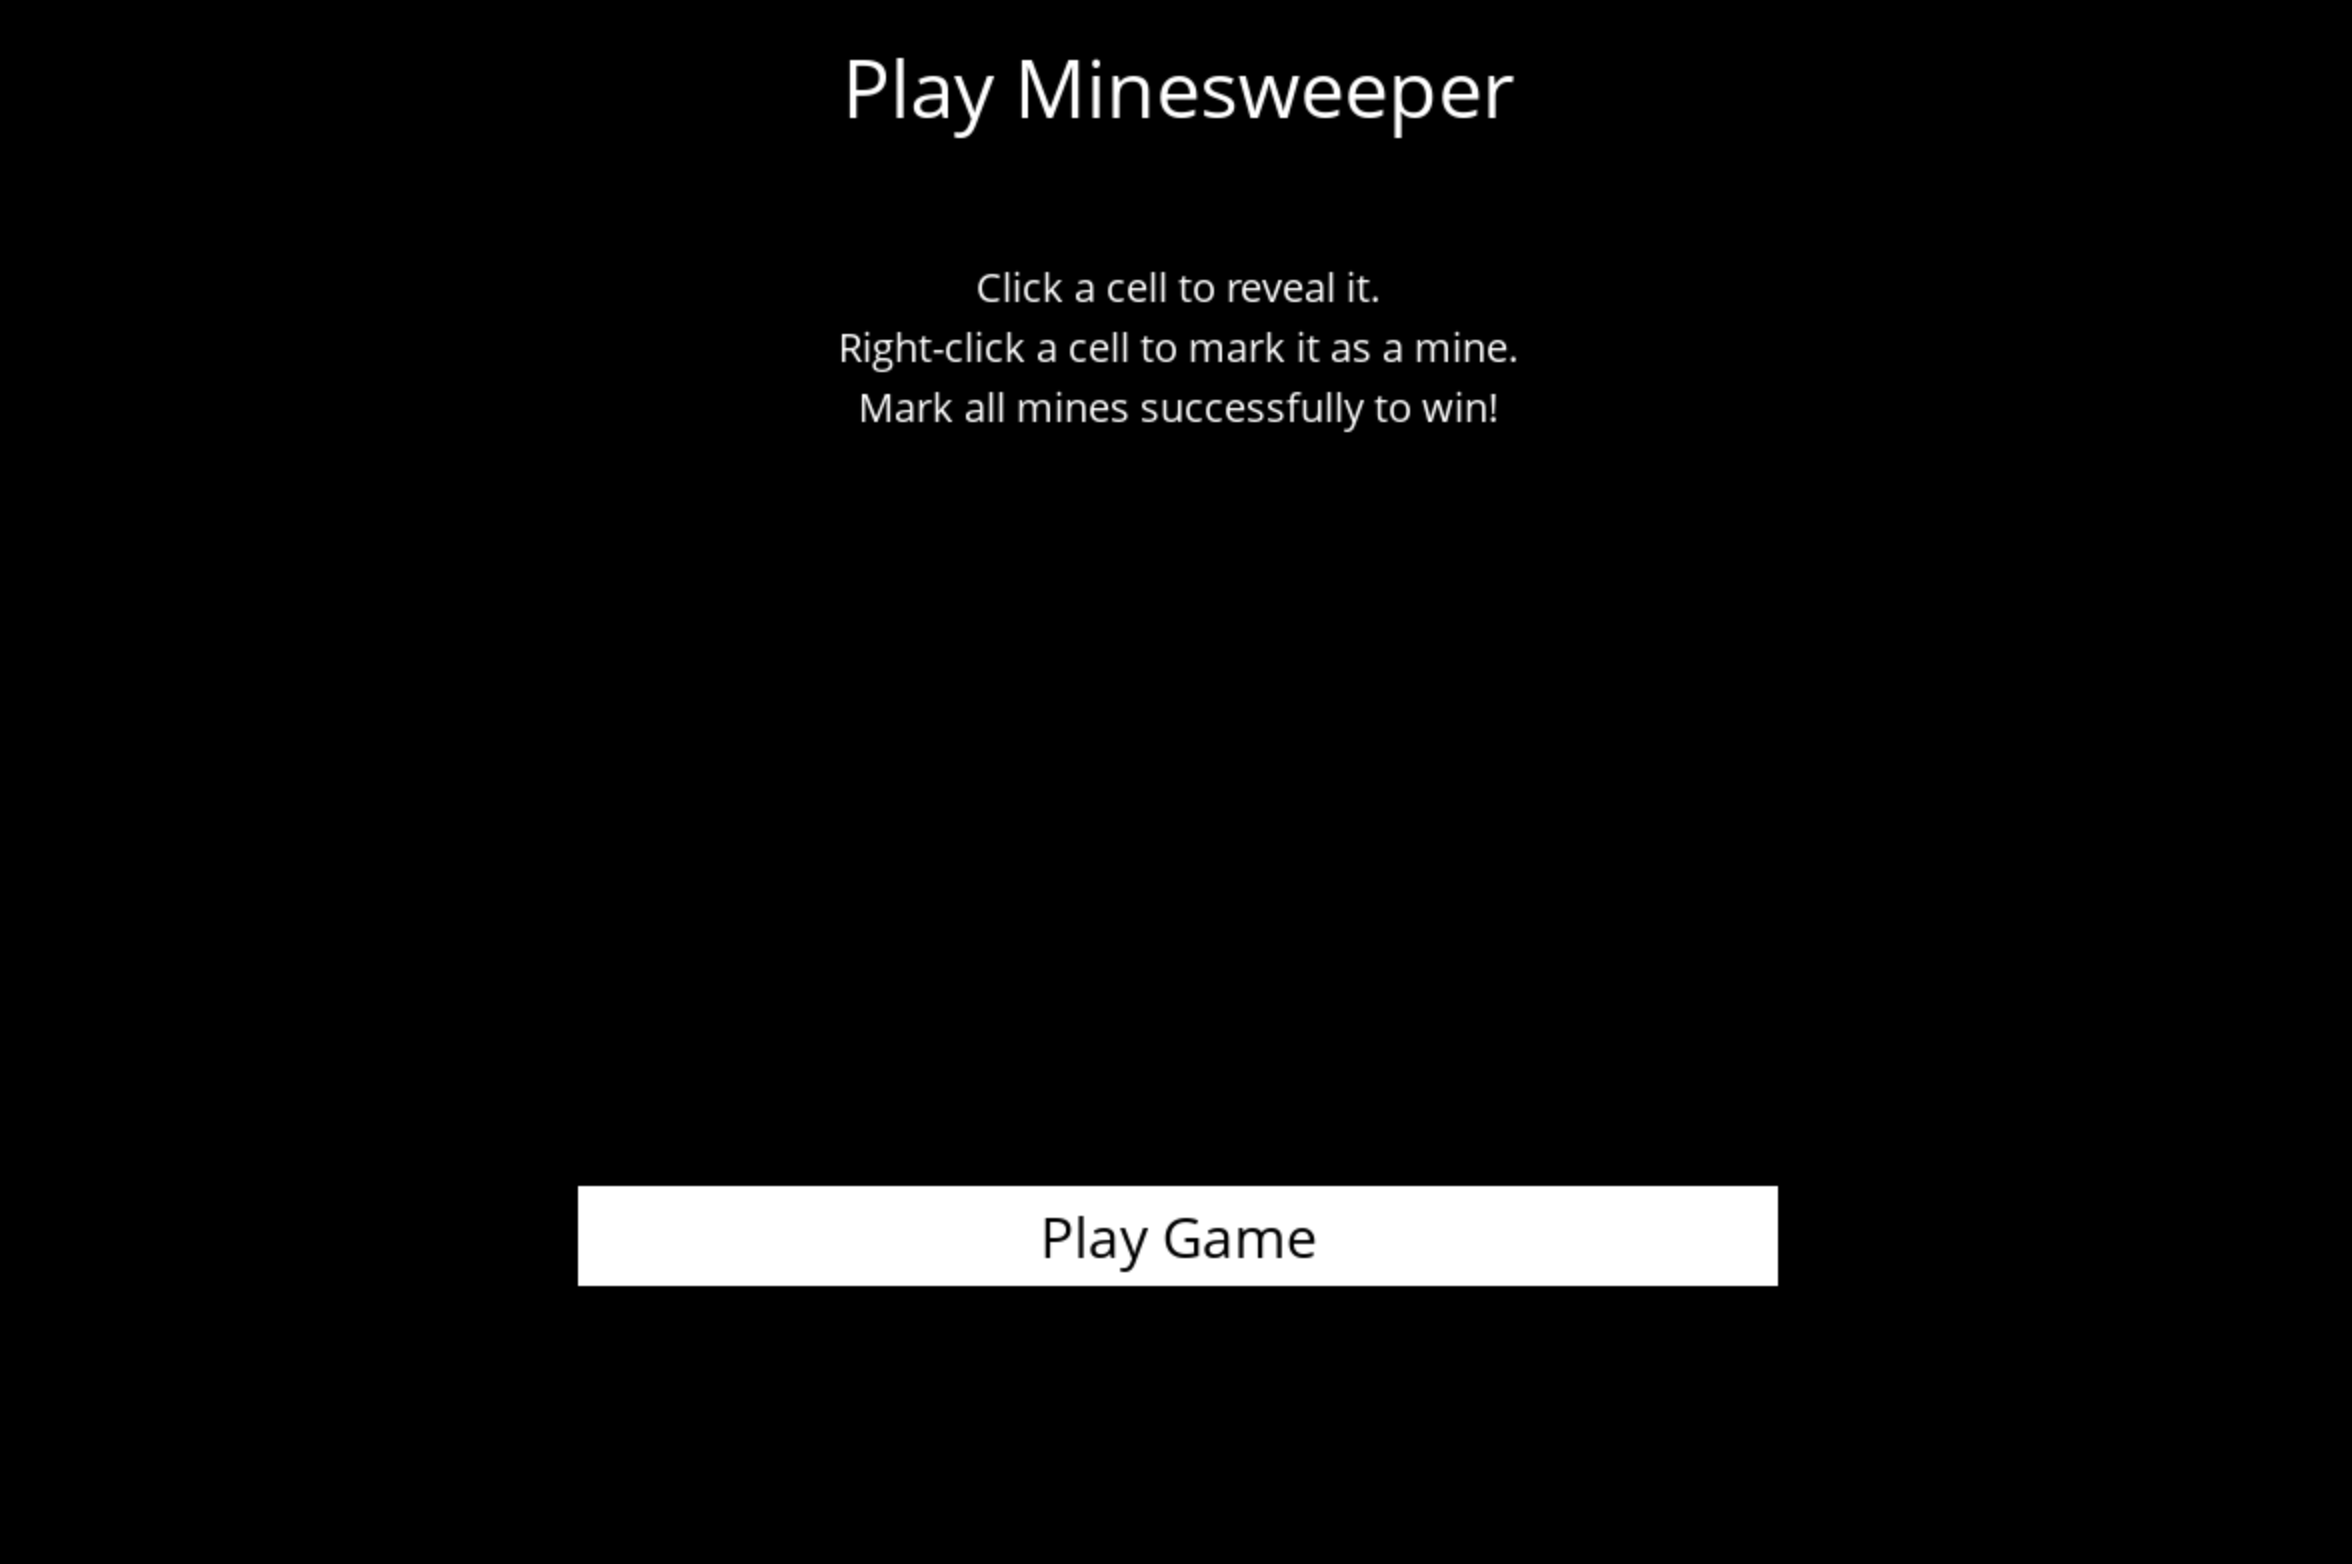 Play Minesweeper
Click a cell to reveal it.
Right-click a cell to mark it as a mine.
Mark all mines successfully to win!
Play Game